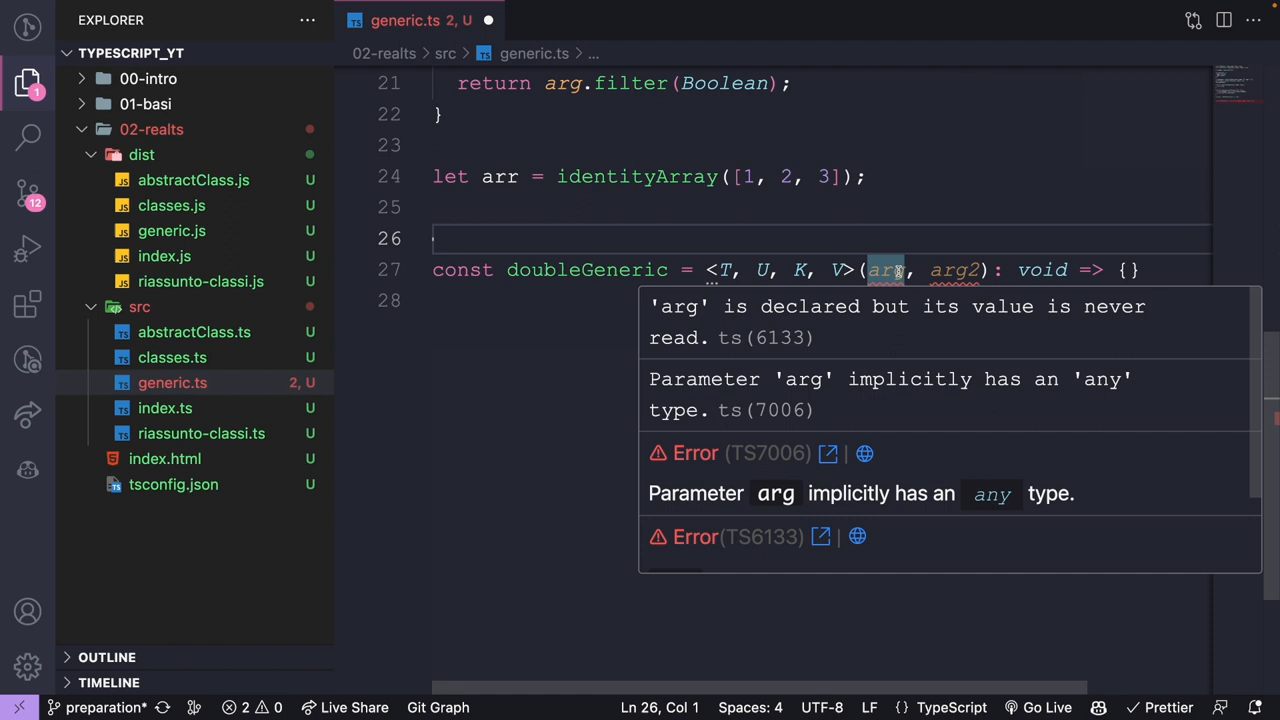 EXPLORER
generic.ts 2, U
TYPESCRIPT_YT
02-realts
src
generic.ts
...
00-intro
01-basi
02-realts
dist
abstractClass.js U
classes.js U
generic.js U
index.js U
riassunto-classi.js U
src
abstractClass.ts U
classes.ts U
generic.ts 2, U
index.ts U
riassunto-classi.ts U
index.html U
tsconfig.json U
OUTLINE
TIMELINE
1
12
21 return arg.filter(Boolean);
22 }
23
24 let arr = identityArray([1, 2, 3]);
25
26
27 const doubleGeneric = <T, U, K, V>(arg, arg2): void => {}
28
'arg' is declared but its value is never
read. ts(6133)
Parameter 'arg' implicitly has an 'any'
type. ts(7006)
Error (TS7006) |
Parameter arg implicitly has an any type.
Error(TS6133) |
preparation* 2 0 Live Share Git Graph Ln 26, Col 1 Spaces: 4 UTF-8 LF {} TypeScript Go Live Prettier